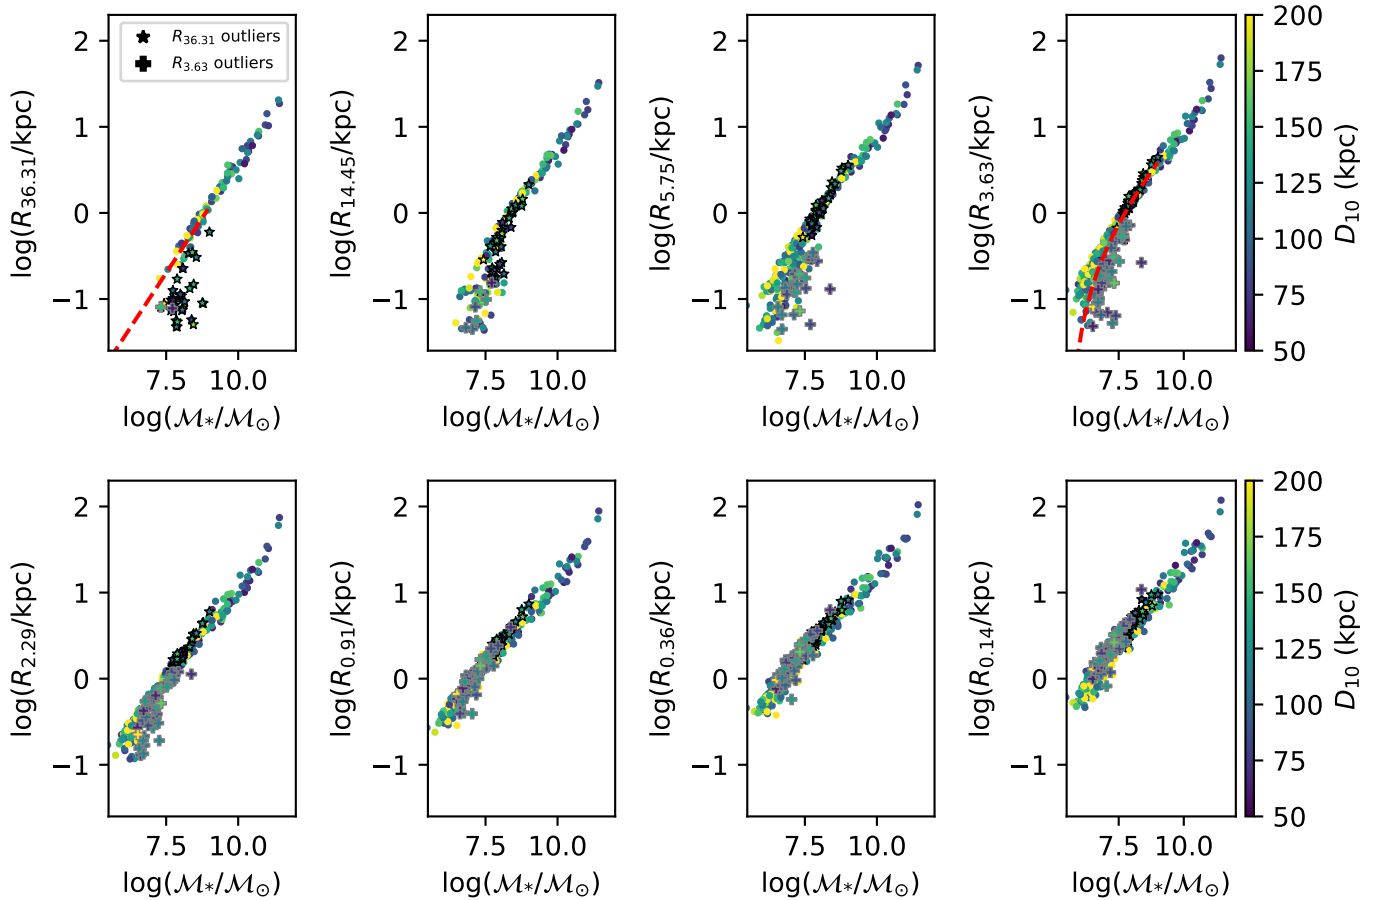 R36.31 outliers
R3.63 outliers
log(R36.31/kpc)
2
1
0
−1
7.5 10.0
log(ℳ*/ℳ⊙)
log(R14.45/kpc)
2
1
0
−1
7.5 10.0
log(ℳ*/ℳ⊙)
log(R5.75/kpc)
2
1
0
−1
7.5 10.0
log(ℳ*/ℳ⊙)
log(R3.63/kpc)
2
1
0
−1
7.5 10.0
log(ℳ*/ℳ⊙)
200
175
150
125
100
75
50
D10 (kpc)
log(R2.29/kpc)
2
1
0
−1
7.5 10.0
log(ℳ*/ℳ⊙)
log(R0.91/kpc)
2
1
0
−1
7.5 10.0
log(ℳ*/ℳ⊙)
log(R0.36/kpc)
2
1
0
−1
7.5 10.0
log(ℳ*/ℳ⊙)
log(R0.14/kpc)
2
1
0
−1
7.5 10.0
log(ℳ*/ℳ⊙)
200
175
150
125
100
75
50
D10 (kpc)